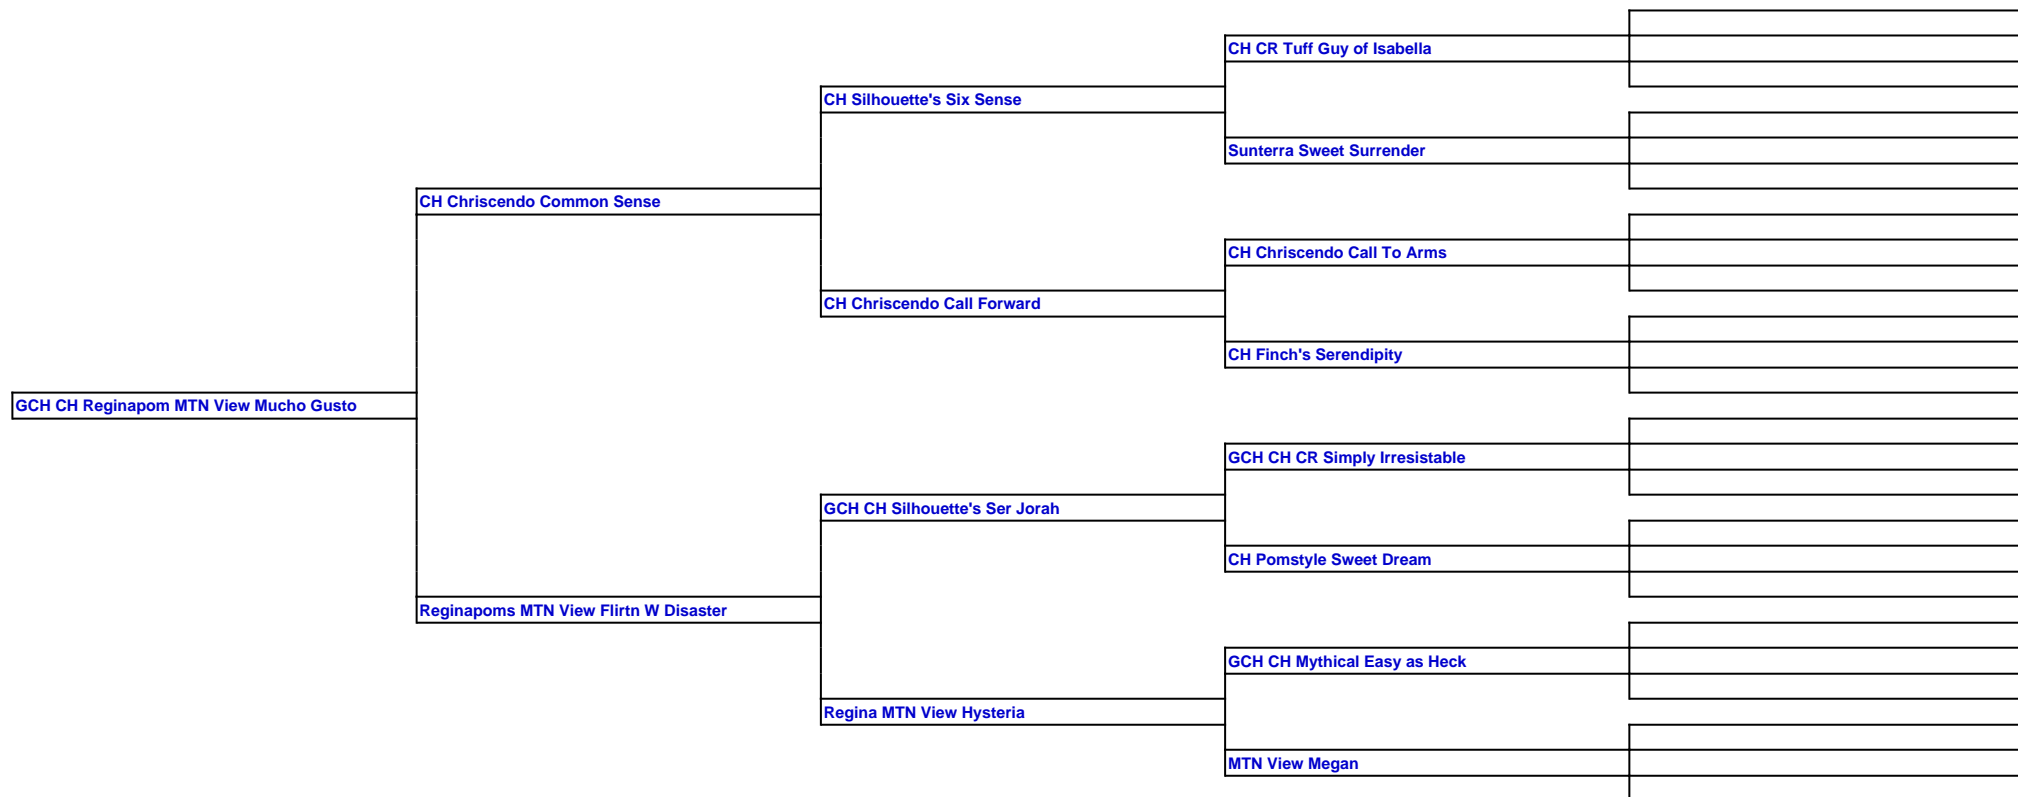 CH CR Tuff Guy of Isabella
CH Silhouette's Six Sense
Sunterra Sweet Surrender
CH Chriscendo Common Sense
CH Chriscendo Call To Arms
CH Chriscendo Call Forward
CH Finch's Serendipity
GCH CH Reginapom MTN View Mucho Gusto
GCH CH CR Simply Irresistable
GCH CH Silhouette's Ser Jorah
CH Pomstyle Sweet Dream
Reginapoms MTN View Flirtn W Disaster
GCH CH Mythical Easy as Heck
Regina MTN View Hysteria
MTN View Megan